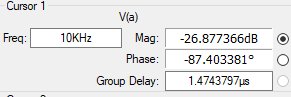 Cursor 1
V(a)
Freq: 10KHz Mag: -26.877366dB
Phase: -87.403381°
Group Delay: 1.4743797µs